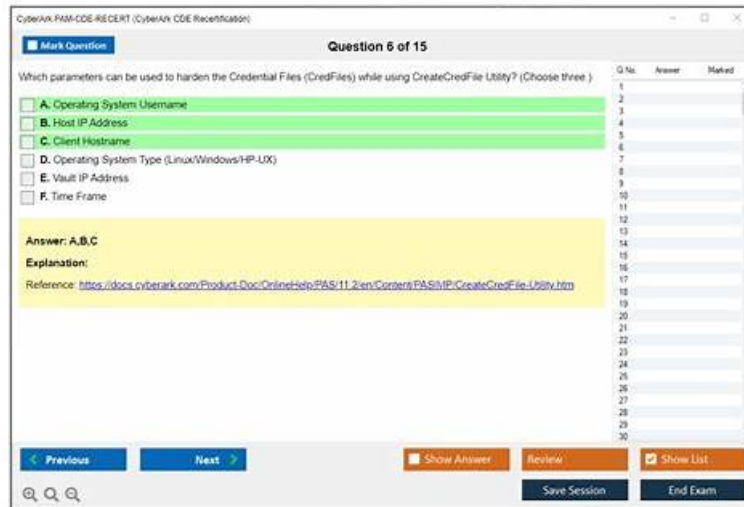 CyberArk PAM-CDE-RECERT (CyberArk CDE Recertification)
Mark Question
Question 6 of 15
Which parameters can be used to harden the Credential Files (CredFiles) while using CreateCredFile Utility? (Choose three )
A. Operating System Username
B. Host IP Address
C. Client Hostname
D. Operating System Type (Linux/Windows/HP-UX)
E. Vault IP Address
F. Time Frame
Answer: A,B,C
Explanation:
Reference: https://docs.cyberark.com/Product-Doc/OnlineHelp/PAS/11.2/en/Content/PASIMP/CreateCredFile-Utility.htm
Q No. Answer Marked
1
2
3
4
5
6
7
8
9
10
11
12
13
14
15
16
17
18
19
20
21
22
23
24
25
26
27
28
29
30
Previous
Next
Show Answer
Review
Show List
Save Session
End Exam